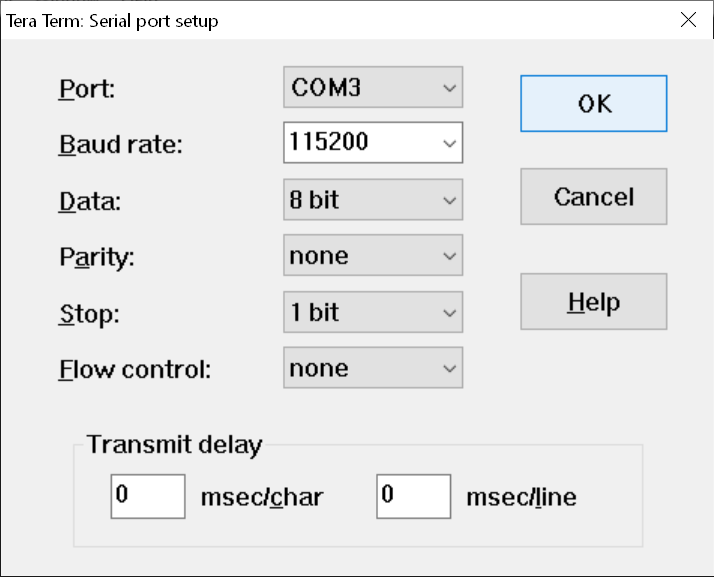 Tera Term: Serial port setup
Port: COM3 OK
Baud rate: 115200
Data: 8 bit Cancel
Parity: none
Stop: 1 bit Help
Flow control: none
Transmit delay
0 msec/char 0 msec/line